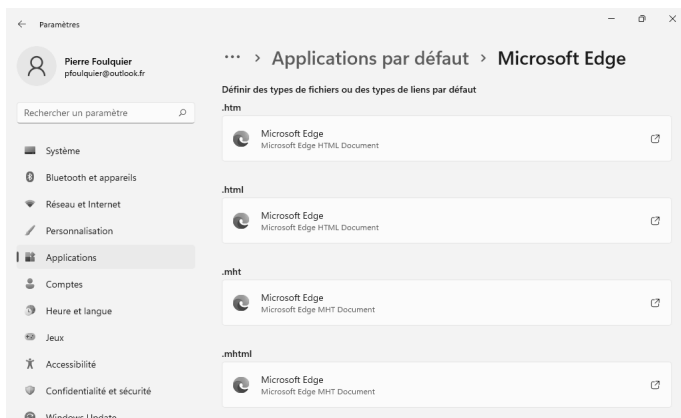 Paramètres
Pierre Foulquier
pfoulquier@outlook.fr
Rechercher un paramètre
Système
Bluetooth et appareils
Réseau et Internet
Personnalisation
Applications
Comptes
Heure et langue
Jeux
Accessibilité
Confidentialité et sécurité
Windows Update
··· > Applications par défaut > Microsoft Edge
Définir des types de fichiers ou des types de liens par défaut
.htm
Microsoft Edge
Microsoft Edge HTML Document
.html
Microsoft Edge
Microsoft Edge HTML Document
.mht
Microsoft Edge
Microsoft Edge MHT Document
.mhtml
Microsoft Edge
Microsoft Edge MHT Document